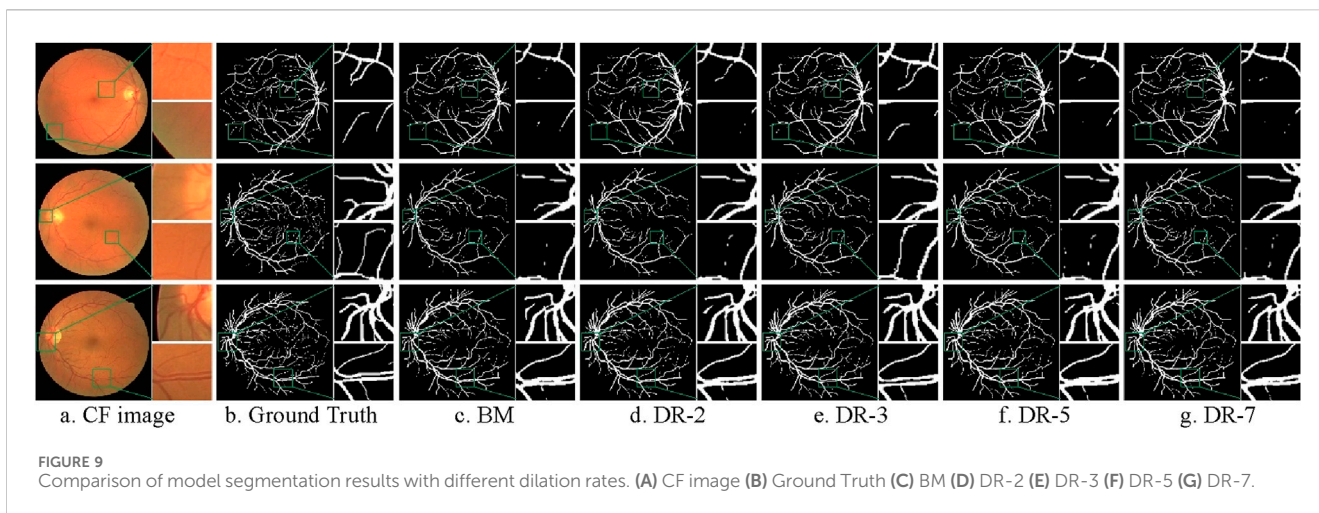 a. CF image b. Ground Truth c. BM d. DR-2 e. DR-3 f. DR-5 g. DR-7
FIGURE 9
Comparison of model segmentation results with different dilation rates. (A) CF image (B) Ground Truth (C) BM (D) DR-2 (E) DR-3 (F) DR-5 (G) DR-7.